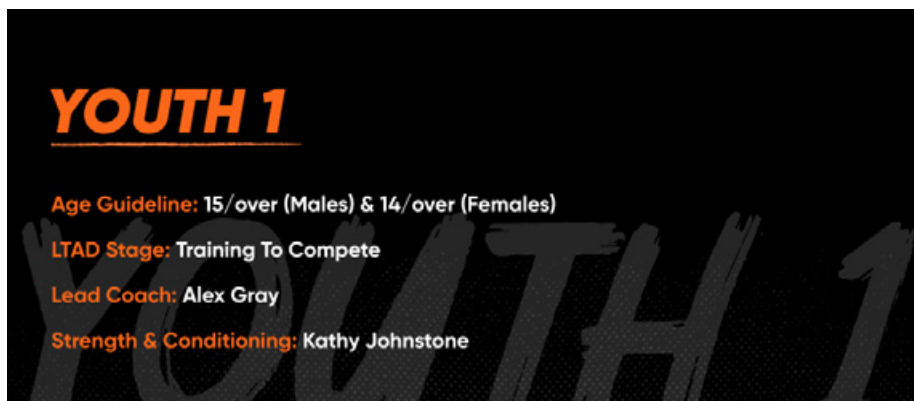 YOUTH 1
Age Guideline: 15/over (Males) & 14/over (Females)
LTAD Stage: Training To Compete
Lead Coach: Alex Gray
Strength & Conditioning: Kathy Johnstone
YOUTH 1